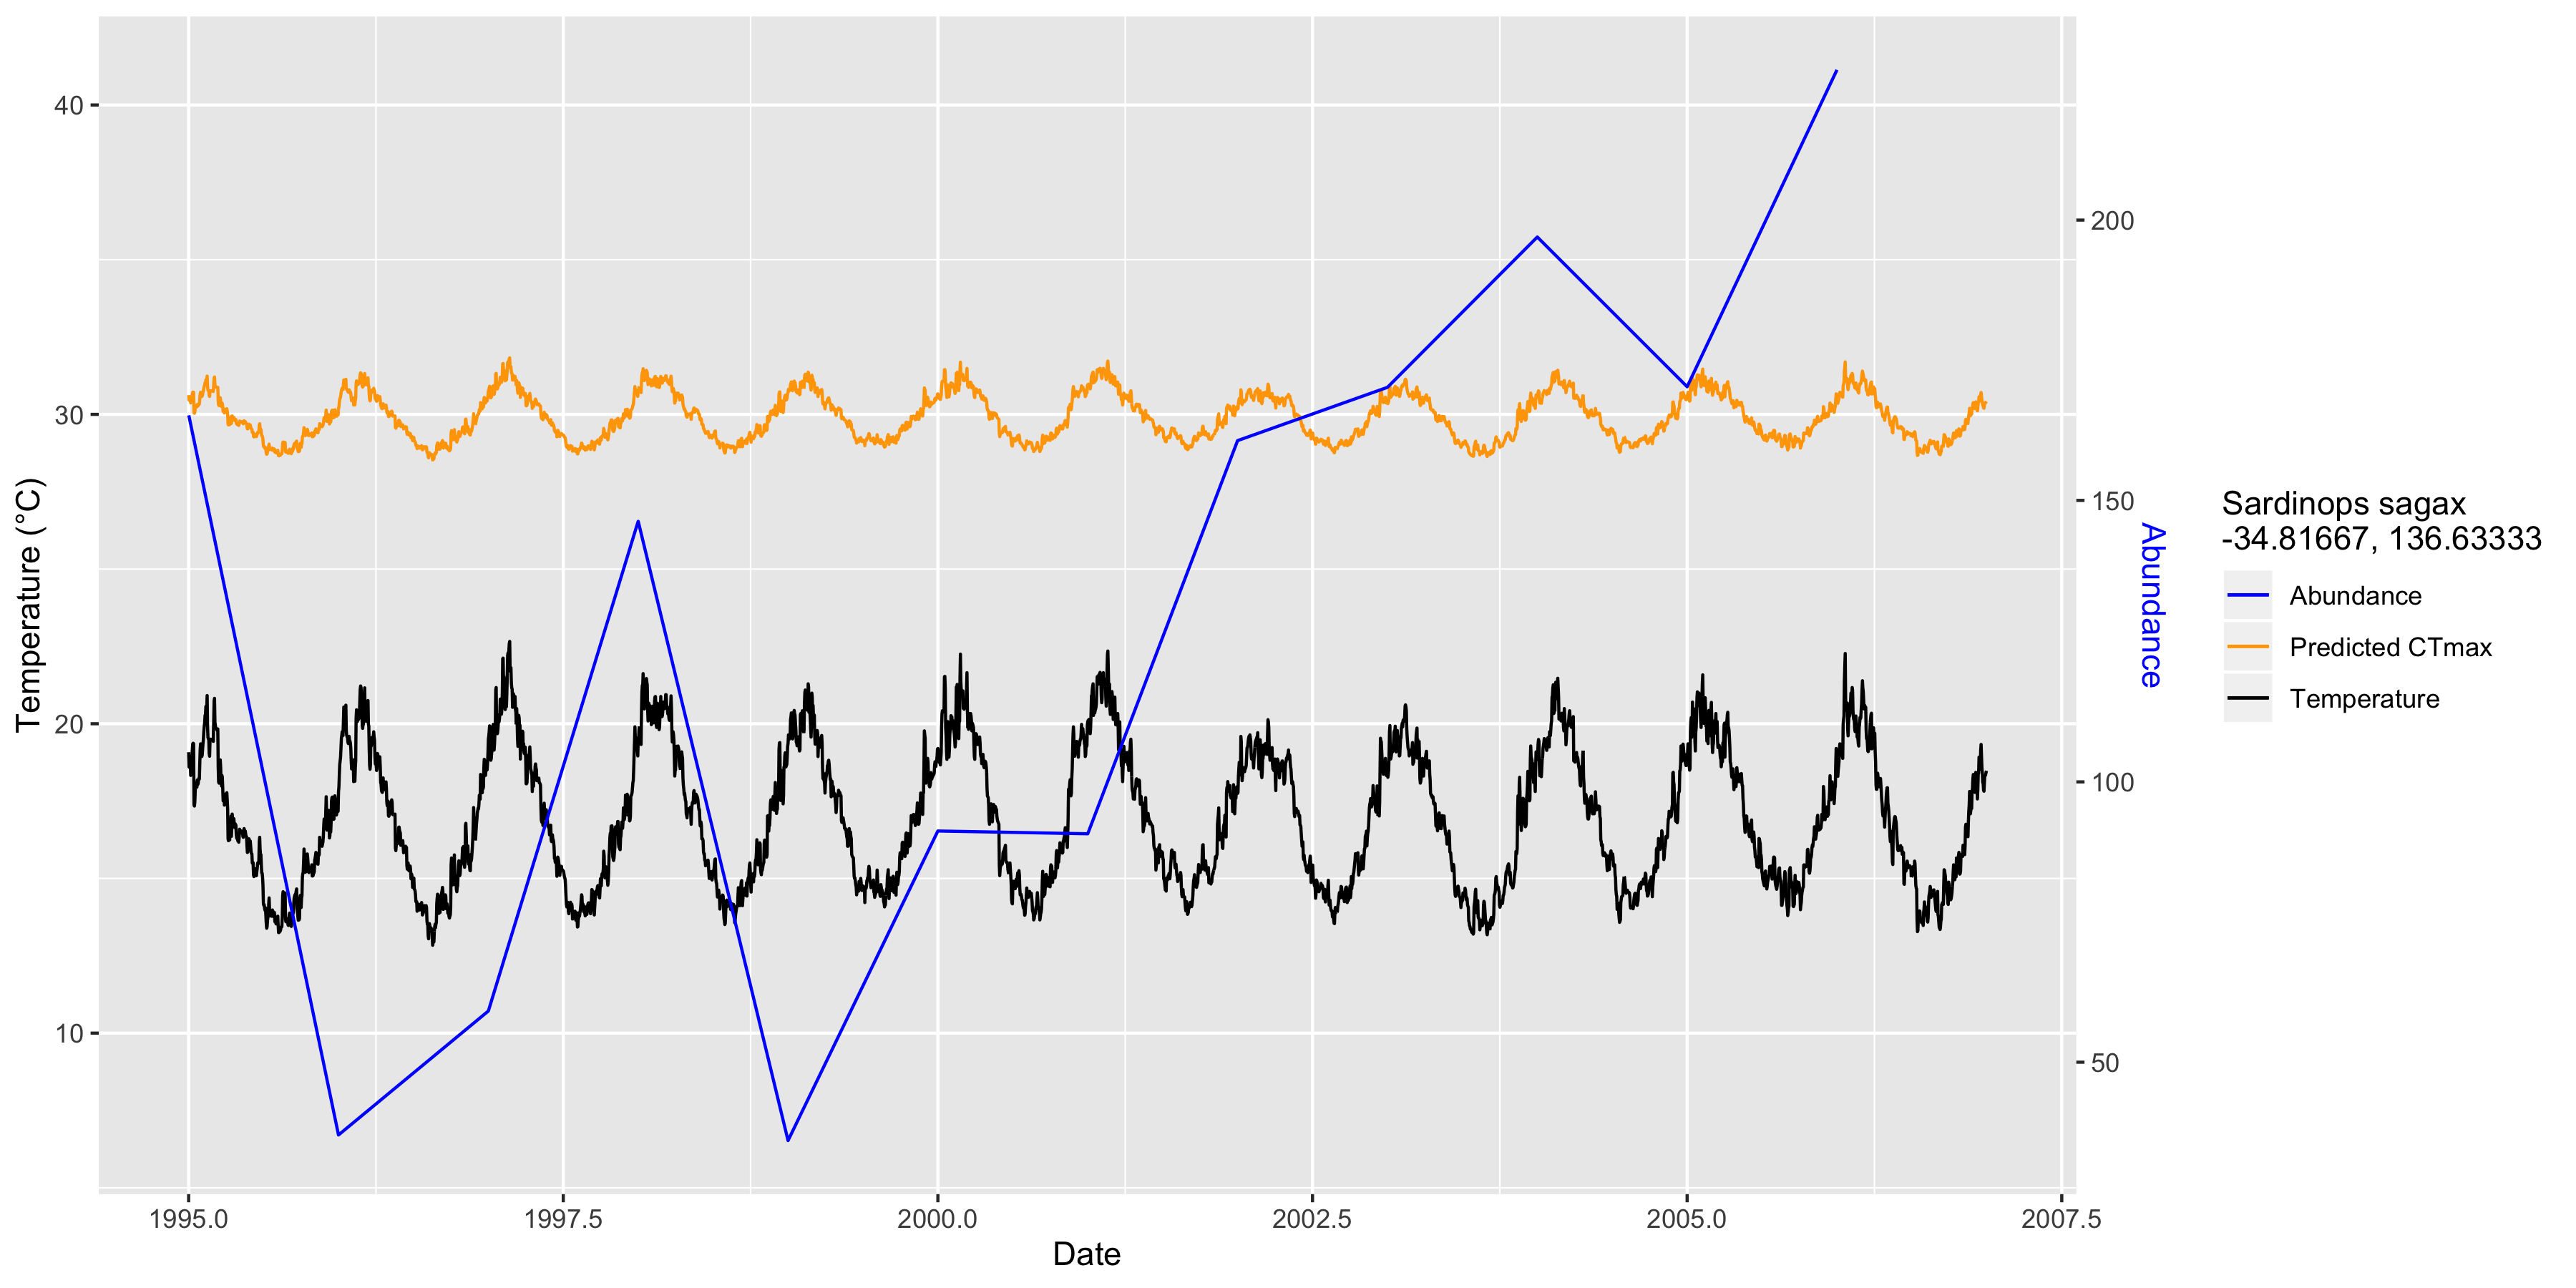 Temperature (°C)
40
30
20
10
1995.0
1997.5
2000.0
2002.5
2005.0
2007.5
Date
200
150
100
50
Abundance
Sardinops sagax
-34.81667, 136.63333
Abundance
Predicted CTmax
Temperature